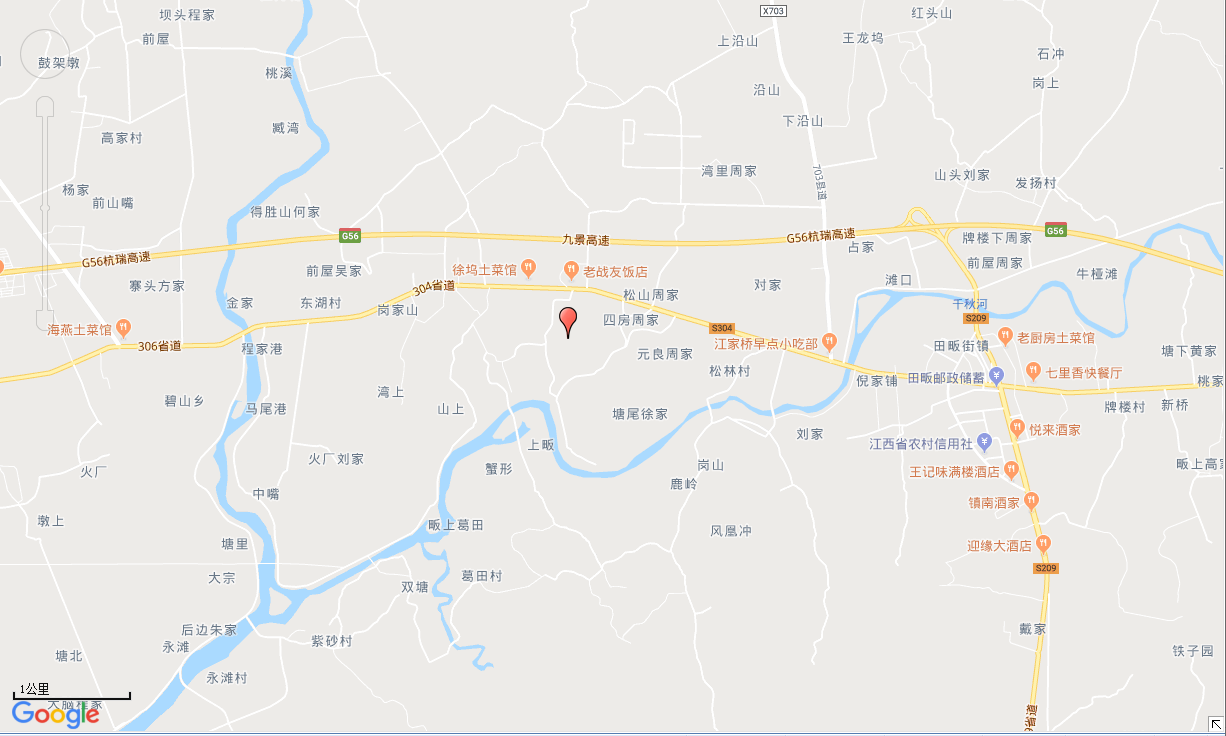 坝头程家
X703
红头山
前屋
上沿山
王龙坞
石冲
鼓架墩
桃溪
岗上
沿山
下沿山
臧湾
高家村
703县道
湾里周家
山头刘家
发扬村
杨家
前山嘴
得胜山何家
G56
九景高速
G56杭瑞高速
G56
占家
牌楼下周家
G56杭瑞高速
前屋周家
前屋吴家
徐坞土菜馆
老战友饭店
牛桠滩
寨头方家
304省道
对家
滩口
金家
东湖村
岗家山
松山周家
千秋河
S209
海燕土菜馆
四房周家
S304
306省道
程家港
元良周家
江家桥早点小吃部
田畈街镇
老厨房土菜馆
塘下黄家
松林村
倪家铺
田畈邮政储蓄
七里香快餐厅
桃家
碧山乡
马尾港
湾上
山上
塘尾徐家
牌楼村
新桥
刘家
悦来酒家
上畈
江西省农村信用社
火厂刘家
火厂
蟹形
岗山
鹿岭
王记味满楼酒店
畈上高家
中嘴
镇南酒家
墩上
畈上葛田
风凰冲
塘里
迎缘大酒店
S209
大宗
双塘
葛田村
后边朱家
紫砂村
戴家
永滩
塘北
铁子园
永滩村
1公里
大脑程家
Google
省道